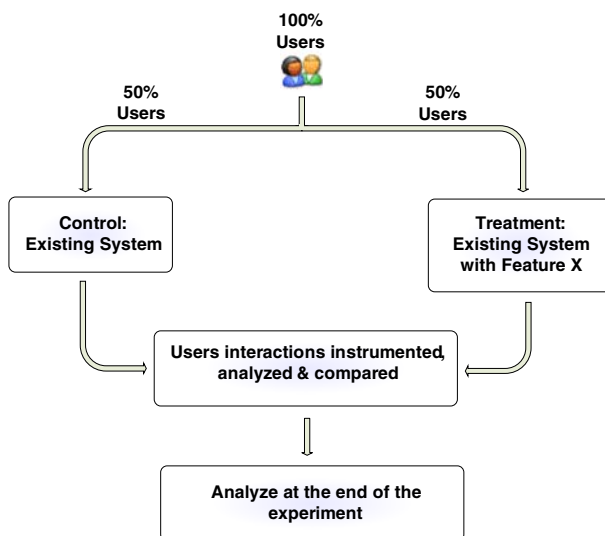 100%
Users
50%
Users
50%
Users
Control:
Existing System
Treatment:
Existing System
with Feature X
Users interactions instrumented,
analyzed & compared
Analyze at the end of the
experiment